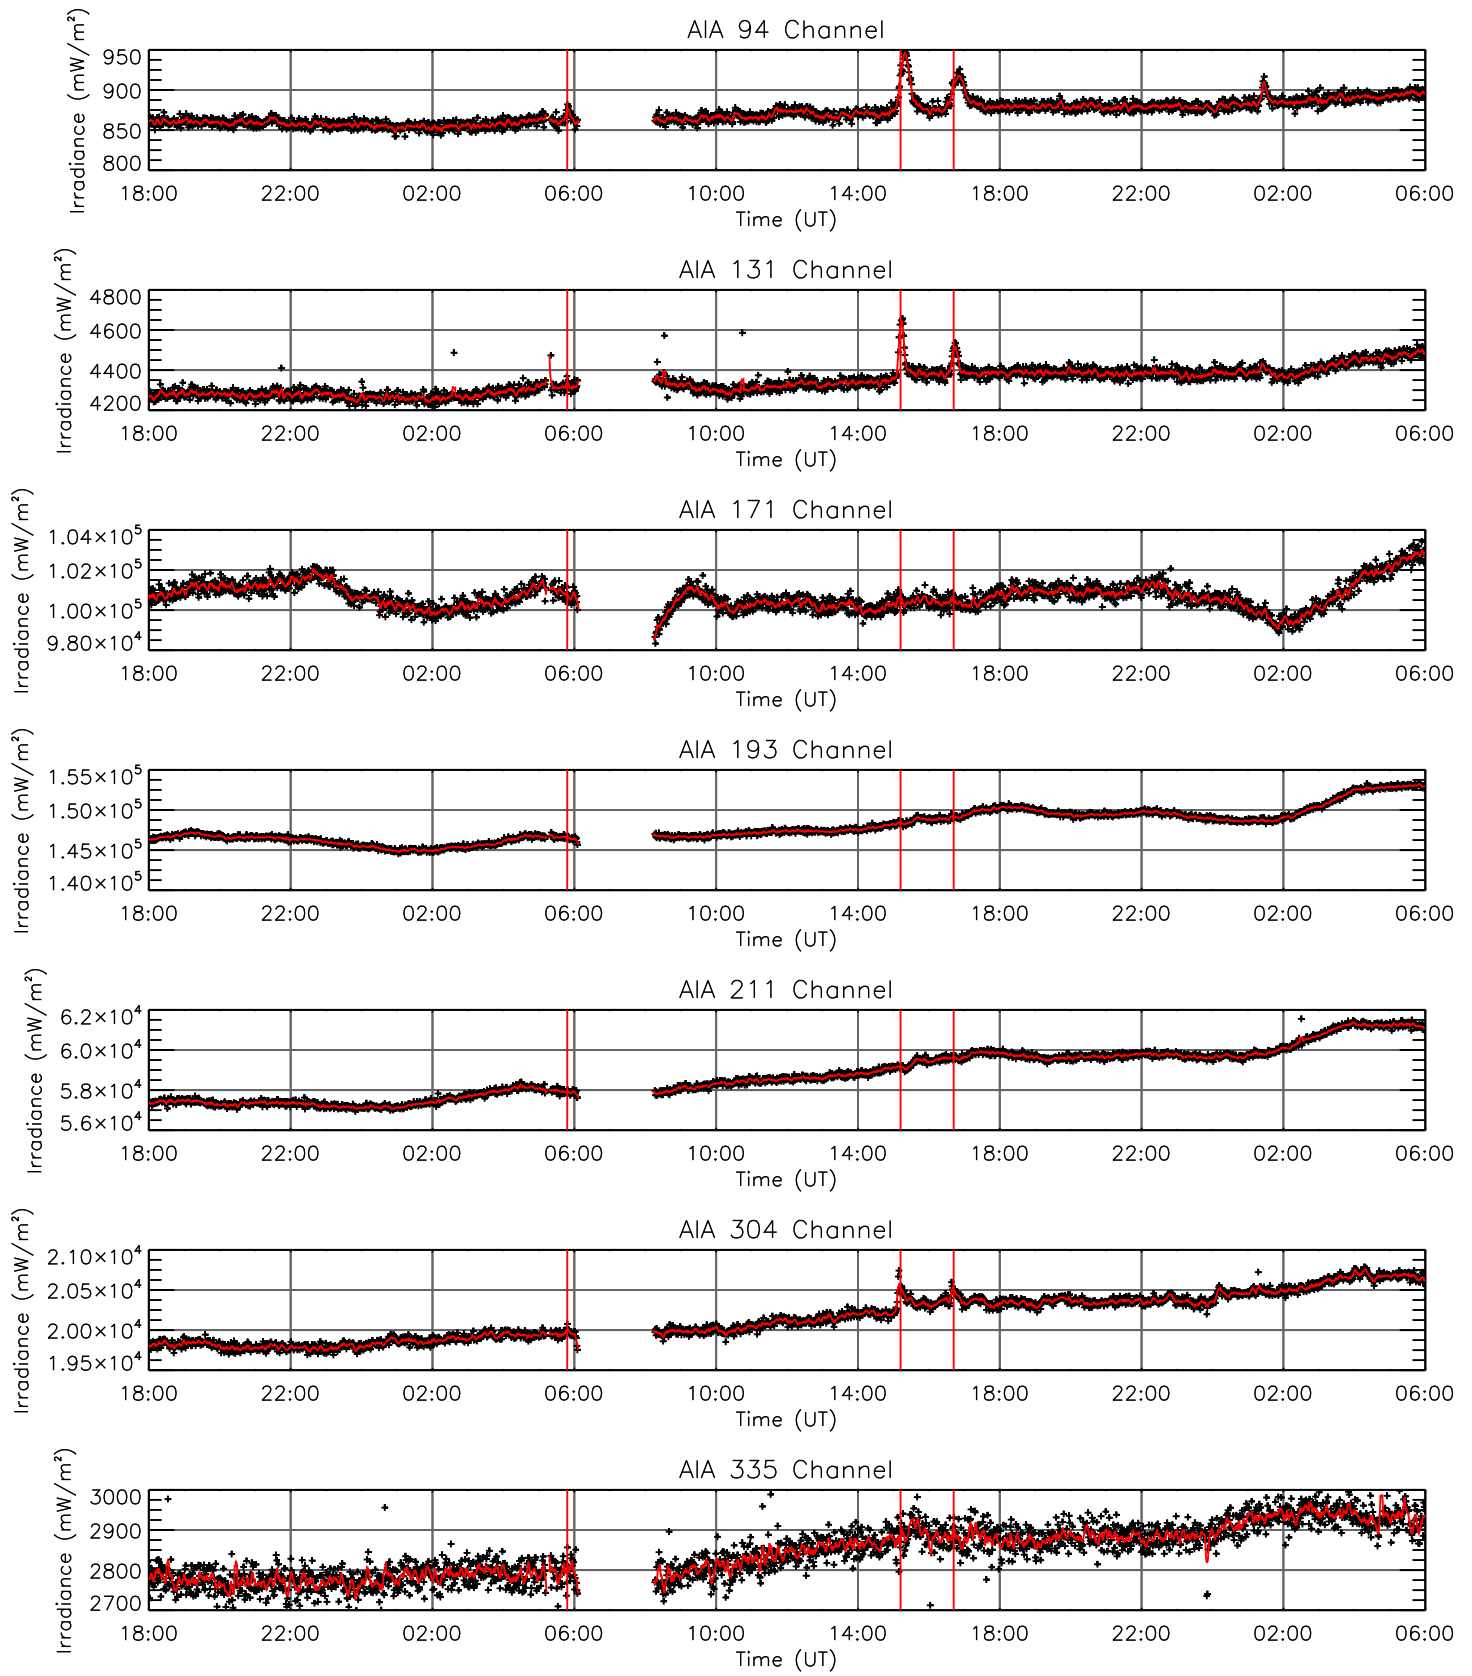 AIA 94 Channel
Irradiance (mW/m²)
950
900
850
800
18:00 22:00 02:00 06:00 10:00 14:00 18:00 22:00 02:00 06:00
Time (UT)
AIA 131 Channel
Irradiance (mW/m²)
4800
4600
4400
4200
18:00 22:00 02:00 06:00 10:00 14:00 18:00 22:00 02:00 06:00
Time (UT)
AIA 171 Channel
Irradiance (mW/m²)
1.04×10⁵
1.02×10⁵
1.00×10⁵
9.80×10⁴
18:00 22:00 02:00 06:00 10:00 14:00 18:00 22:00 02:00 06:00
Time (UT)
AIA 193 Channel
Irradiance (mW/m²)
1.55×10⁵
1.50×10⁵
1.45×10⁵
1.40×10⁵
18:00 22:00 02:00 06:00 10:00 14:00 18:00 22:00 02:00 06:00
Time (UT)
AIA 211 Channel
Irradiance (mW/m²)
6.2×10⁴
6.0×10⁴
5.8×10⁴
5.6×10⁴
18:00 22:00 02:00 06:00 10:00 14:00 18:00 22:00 02:00 06:00
Time (UT)
AIA 304 Channel
Irradiance (mW/m²)
2.10×10⁴
2.05×10⁴
2.00×10⁴
1.95×10⁴
18:00 22:00 02:00 06:00 10:00 14:00 18:00 22:00 02:00 06:00
Time (UT)
AIA 335 Channel
Irradiance (mW/m²)
3000
2900
2800
2700
18:00 22:00 02:00 06:00 10:00 14:00 18:00 22:00 02:00 06:00
Time (UT)